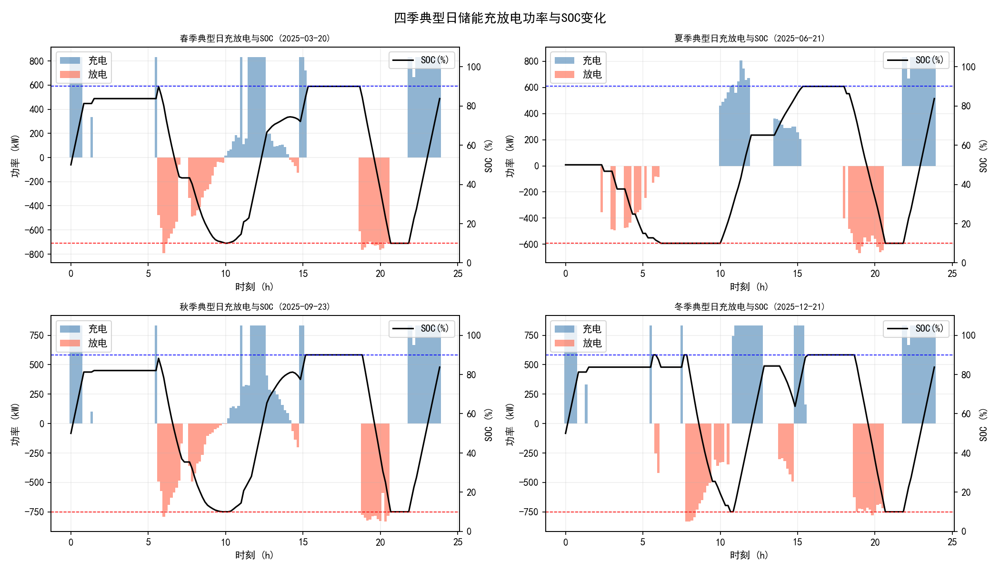 四季典型日储能充放电功率与SOC变化
春季典型日充放电与SOC (2025-03-20)
充电
放电
SOC(%)
800
600
400
200
0
−200
−400
−600
−800
功率 (kW)
100
80
60
40
20
0
SOC (%)
0 5 10 15 20 25
时刻 (h)
夏季典型日充放电与SOC (2025-06-21)
充电
放电
SOC(%)
800
600
400
200
0
−200
−400
−600
功率 (kW)
100
80
60
40
20
0
SOC (%)
0 5 10 15 20 25
时刻 (h)
秋季典型日充放电与SOC (2025-09-23)
充电
放电
SOC(%)
750
500
250
0
−250
−500
−750
功率 (kW)
100
80
60
40
20
0
SOC (%)
0 5 10 15 20 25
时刻 (h)
冬季典型日充放电与SOC (2025-12-21)
充电
放电
SOC(%)
750
500
250
0
−250
−500
−750
功率 (kW)
100
80
60
40
20
0
SOC (%)
0 5 10 15 20 25
时刻 (h)